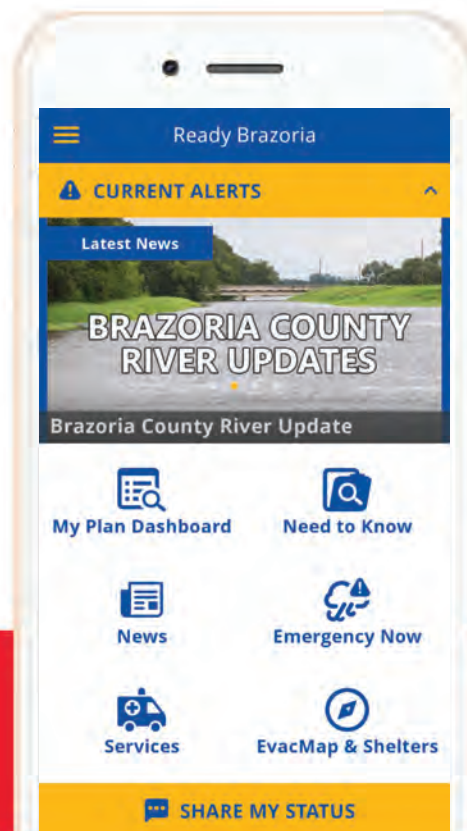 Ready Brazoria
CURRENT ALERTS
Latest News
BRAZORIA COUNTY
RIVER UPDATES
Brazoria County River Update
My Plan Dashboard
Need to Know
News
Emergency Now
Services
EvacMap & Shelters
SHARE MY STATUS